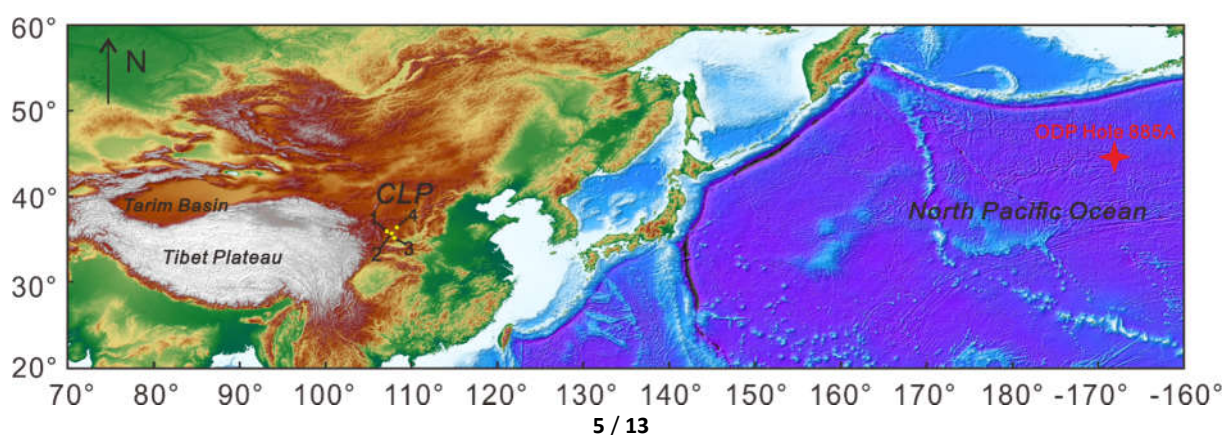 60°
N
50°
ODP Hole 885A
40°
CLP
Tarim Basin
1
4
North Pacific Ocean
2
3
Tibet Plateau
30°
20°
70° 80° 90° 100° 110° 120° 130° 140° 150° 160° 170° 180° -170° -160°
5 / 13